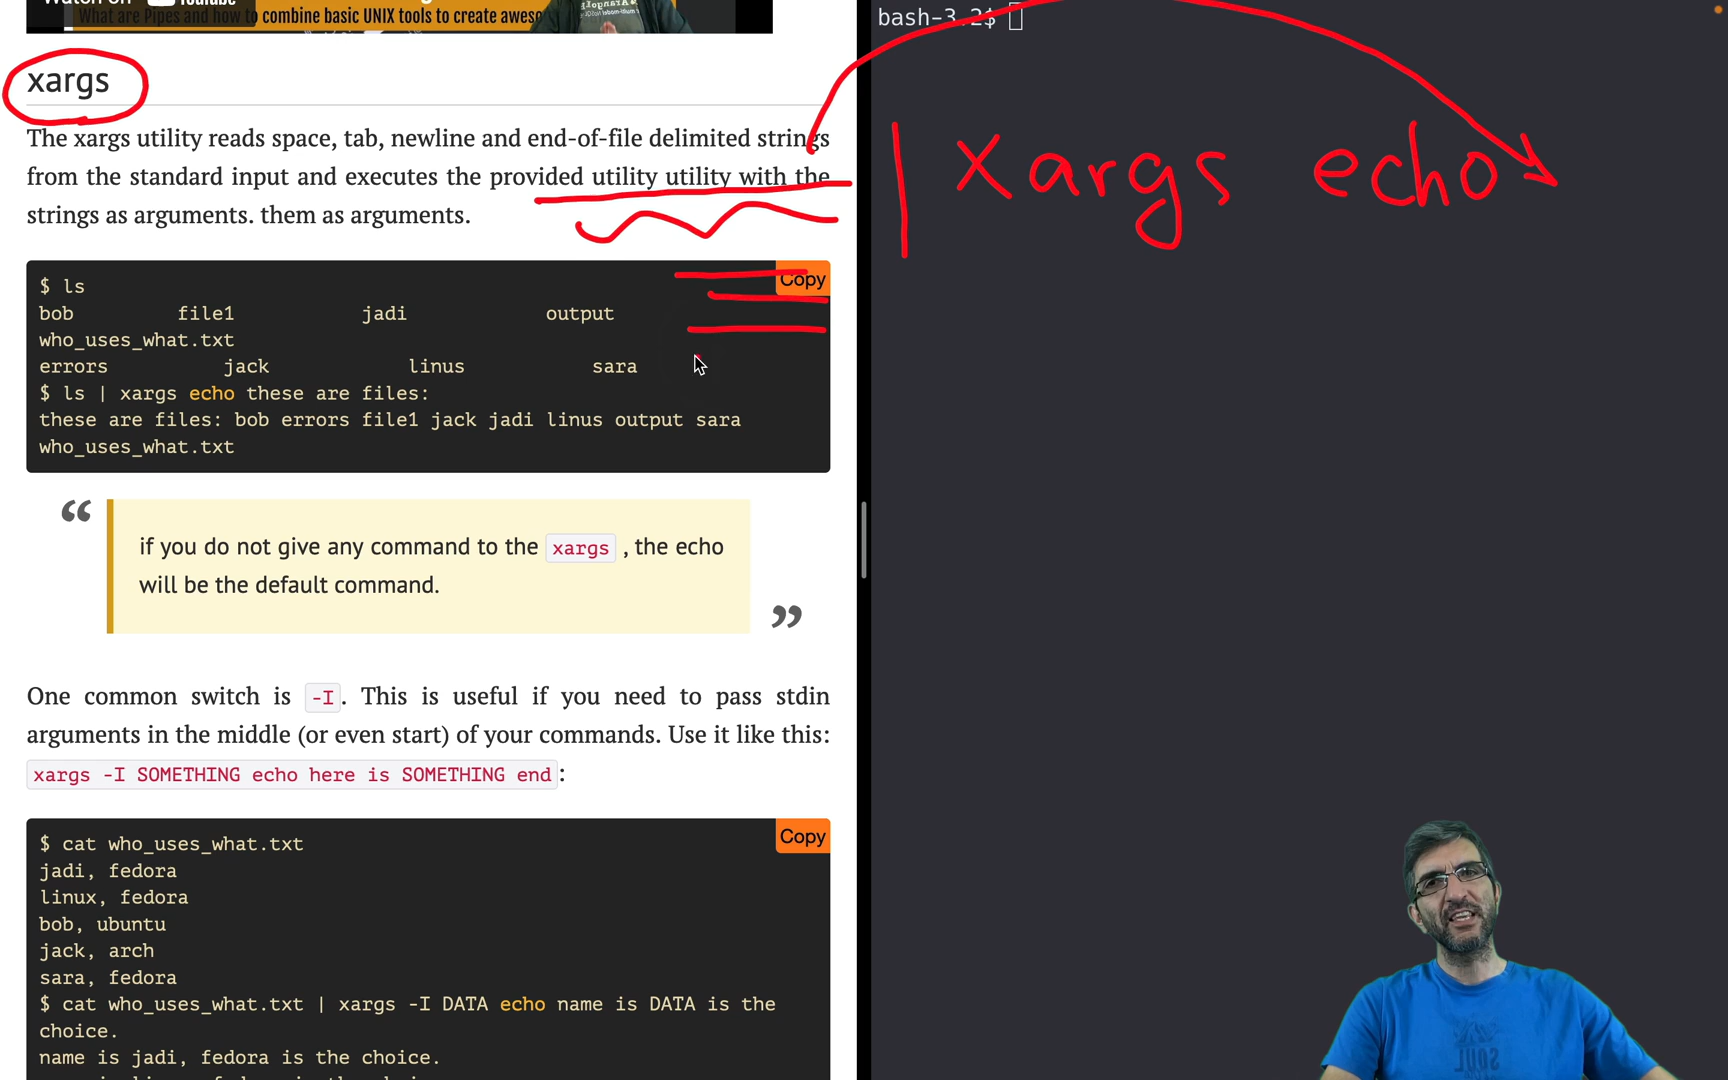 Watch on YouTube
What are Pipes and how to combine basic UNIX tools to create aweso
bash-3.2$
xargs
| xargs echo
The xargs utility reads space, tab, newline and end-of-file delimited strings
from the standard input and executes the provided utility utility with the
strings as arguments. them as arguments.
Copy
$ ls
bob file1 jadi output
who_uses_what.txt
errors jack linus sara
$ ls | xargs echo these are files:
these are files: bob errors file1 jack jadi linus output sara
who_uses_what.txt
“
if you do not give any command to the xargs , the echo
will be the default command.
”
One common switch is -I. This is useful if you need to pass stdin
arguments in the middle (or even start) of your commands. Use it like this:
xargs -I SOMETHING echo here is SOMETHING end :
Copy
$ cat who_uses_what.txt
jadi, fedora
linux, fedora
bob, ubuntu
jack, arch
sara, fedora
$ cat who_uses_what.txt | xargs -I DATA echo name is DATA is the
choice.
name is jadi, fedora is the choice.
SOUL